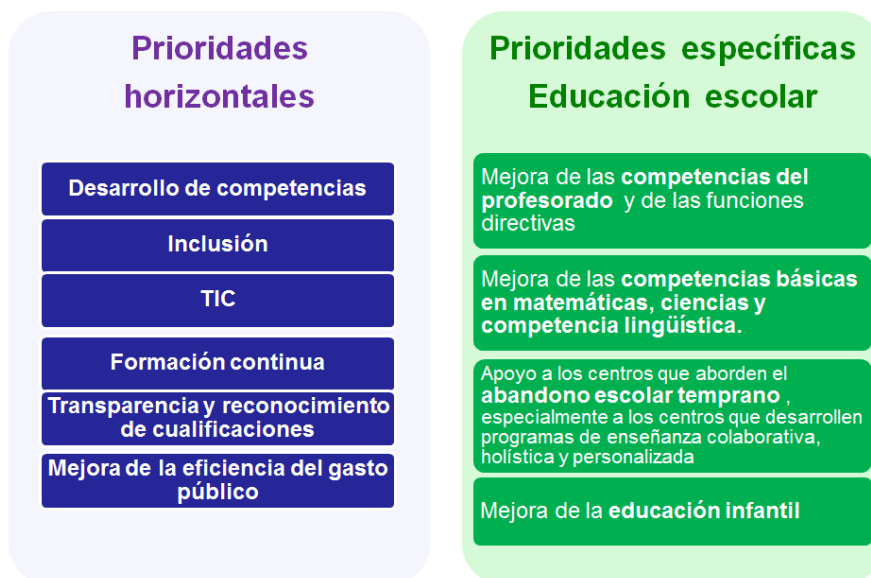 Prioridades
horizontales
Desarrollo de competencias
Inclusión
TIC
Formación continua
Transparencia y reconocimiento
de cualificaciones
Mejora de la eficiencia del gasto
público
Prioridades específicas
Educación escolar
Mejora de las competencias del
profesorado y de las funciones
directivas
Mejora de las competencias básicas
en matemáticas, ciencias y
competencia lingüística.
Apoyo a los centros que aborden el
abandono escolar temprano ,
especialmente a los centros que desarrollen
programas de enseñanza colaborativa,
holística y personalizada
Mejora de la educación infantil